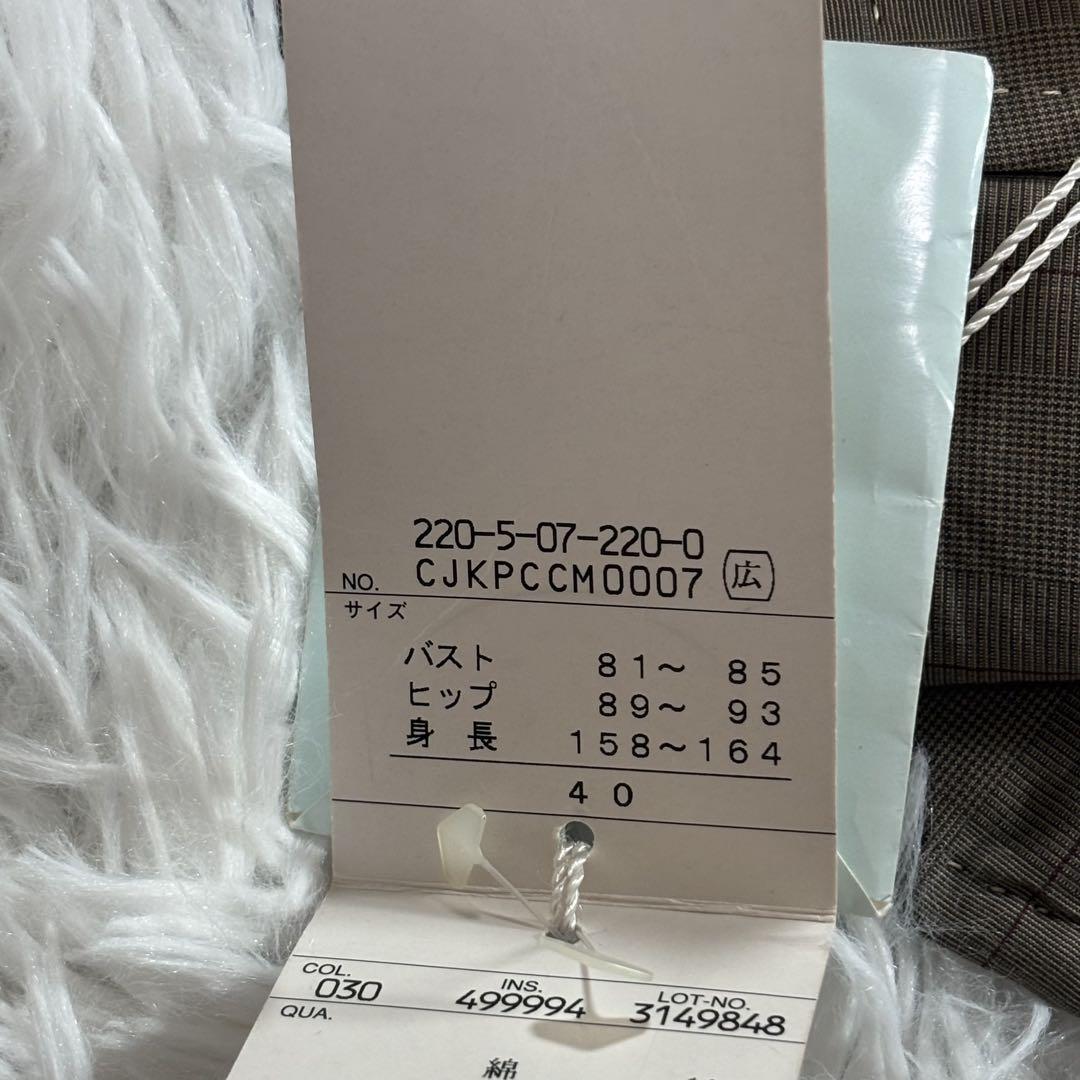 220-5-07-220-0
NO. CJKPCCM0007 広
サイズ
バスト 81～ 85
ヒップ 89～ 93
身 長 158～164
40
COL. INS. LOT-NO.
030 499994 3149848
QUA.
綿